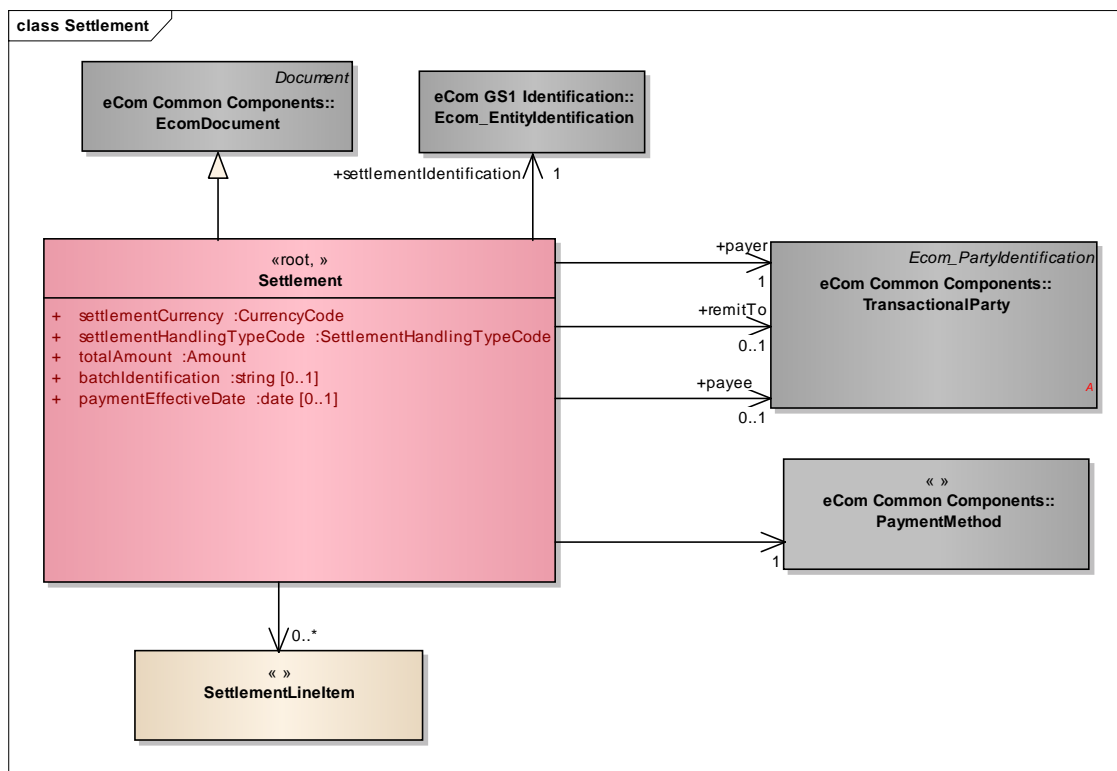 class Settlement
Document
eCom Common Components::
EcomDocument
eCom GS1 Identification::
Ecom_EntityIdentification
+settlementIdentification
1
«root, »
Settlement
+ settlementCurrency :CurrencyCode
+ settlementHandlingTypeCode :SettlementHandlingTypeCode
+ totalAmount :Amount
+ batchIdentification :string [0..1]
+ paymentEffectiveDate :date [0..1]
+payer
1
+remitTo
0..1
+payee
0..1
Ecom_PartyIdentification
eCom Common Components::
TransactionalParty
A
« »
eCom Common Components::
PaymentMethod
1
0..*
« »
SettlementLineItem